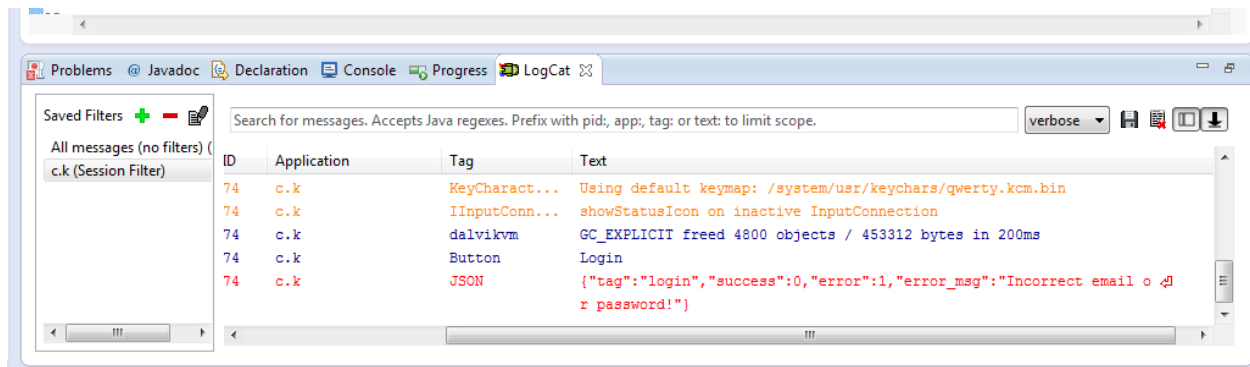 Problems @ Javadoc Declaration Console Progress LogCat
Saved Filters
Search for messages. Accepts Java regexes. Prefix with pid:, app:, tag: or text: to limit scope. verbose
All messages (no filters) (
c.k (Session Filter)
ID Application Tag Text
74 c.k KeyCharact... Using default keymap: /system/usr/keychars/qwerty.kcm.bin
74 c.k IInputConn... showStatusIcon on inactive InputConnection
74 c.k dalvikvm GC_EXPLICIT freed 4800 objects / 453312 bytes in 200ms
74 c.k Button Login
74 c.k JSON {"tag":"login","success":0,"error":1,"error_msg":"Incorrect email o
r password!"}